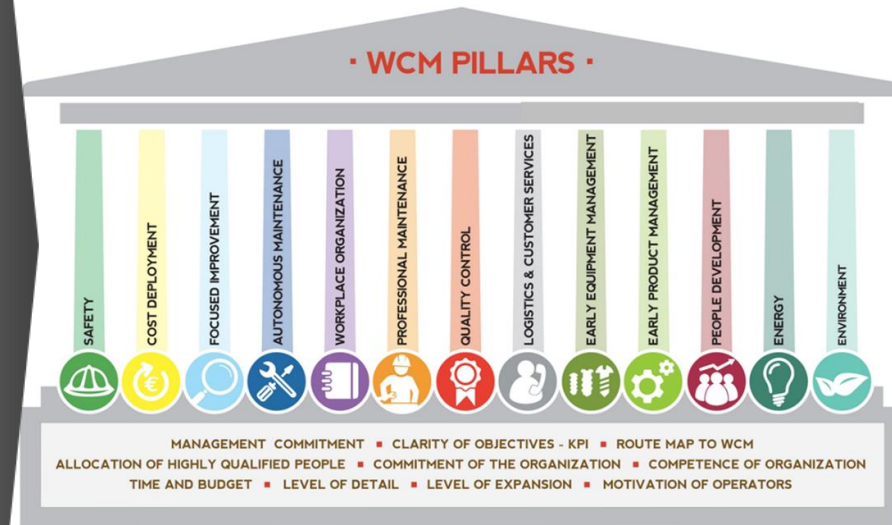 · WCM PILLARS ·
SAFETY
COST DEPLOYMENT
FOCUSED IMPROVEMENT
AUTONOMOUS MAINTENANCE
WORKPLACE ORGANIZATION
PROFESSIONAL MAINTENANCE
QUALITY CONTROL
LOGISTICS & CUSTOMER SERVICES
EARLY EQUIPMENT MANAGEMENT
EARLY PRODUCT MANAGEMENT
PEOPLE DEVELOPMENT
ENERGY
ENVIRONMENT
€
MANAGEMENT COMMITMENT ▪ CLARITY OF OBJECTIVES - KPI ▪ ROUTE MAP TO WCM
ALLOCATION OF HIGHLY QUALIFIED PEOPLE ▪ COMMITMENT OF THE ORGANIZATION ▪ COMPETENCE OF ORGANIZATION
TIME AND BUDGET ▪ LEVEL OF DETAIL ▪ LEVEL OF EXPANSION ▪ MOTIVATION OF OPERATORS